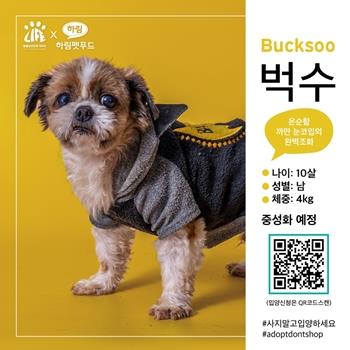 LIFE
X
하림
하림펫푸드
Bucksoo
벅수
온순함
까만 눈코입의
완벽조화
나이: 10살
성별: 남
체중: 4kg
중성화 예정
(입양신청은 QR코드스캔)
#사지말고입양하세요
#adoptdontshop